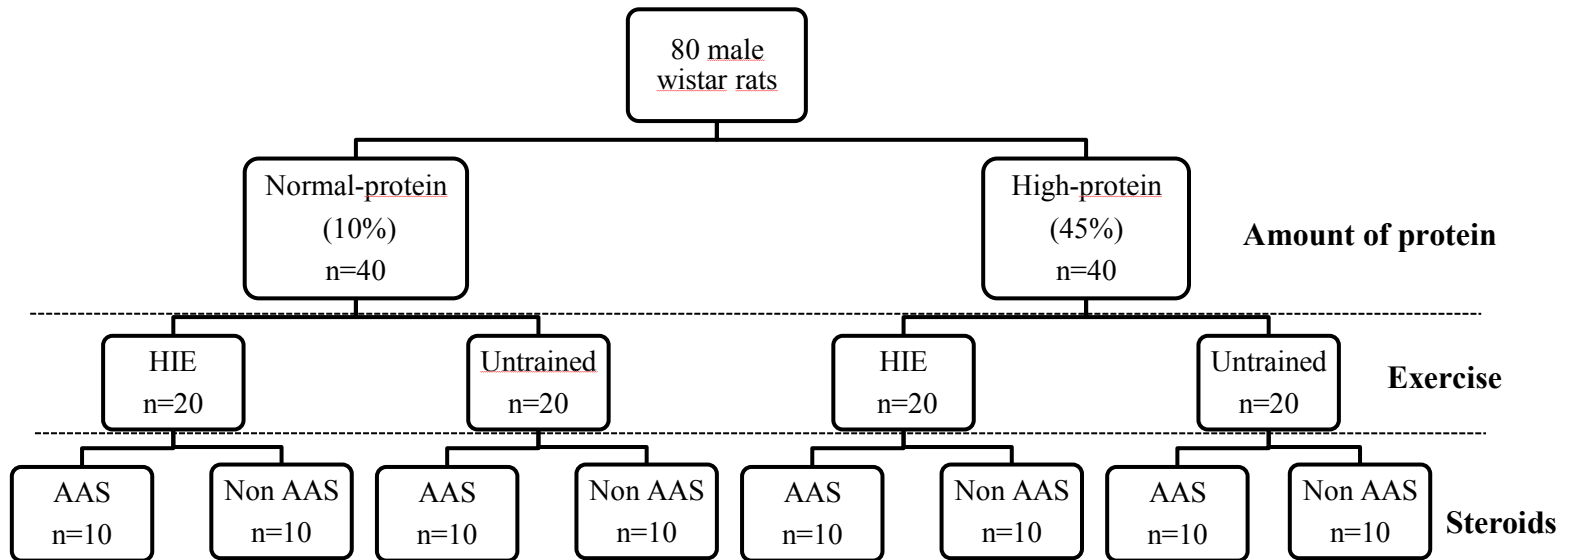 80 male
wistar rats
Normal-protein
(10%)
n=40
High-protein
(45%)
n=40
Amount of protein
HIE
n=20
Untrained
n=20
HIE
n=20
Untrained
n=20
Exercise
AAS
n=10
Non AAS
n=10
AAS
n=10
Non AAS
n=10
AAS
n=10
Non AAS
n=10
AAS
n=10
Non AAS
n=10
Steroids